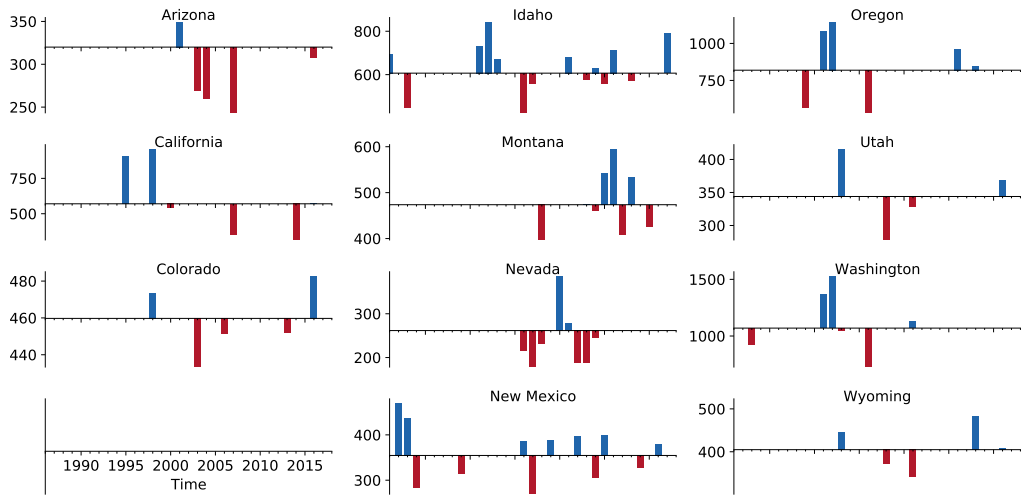 Arizona
350
300
250
Idaho
800
600
Oregon
1000
750
California
750
500
Montana
600
500
400
Utah
400
350
300
Colorado
480
460
440
Nevada
300
200
Washington
1500
1000
1990 1995 2000 2005 2010 2015
Time
New Mexico
400
300
Wyoming
500
400